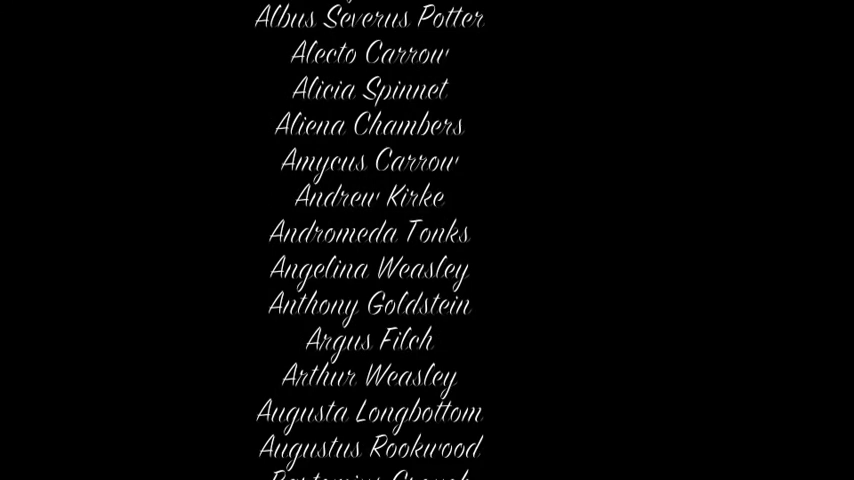 Albus Severus Potter
Alecto Carrow
Alicia Spinnet
Aliena Chambers
Amycus Carrow
Andrew Kirke
Andromeda Tonks
Angelina Weasley
Anthony Goldstein
Argus Filch
Arthur Weasley
Augusta Longbottom
Augustus Rookwood